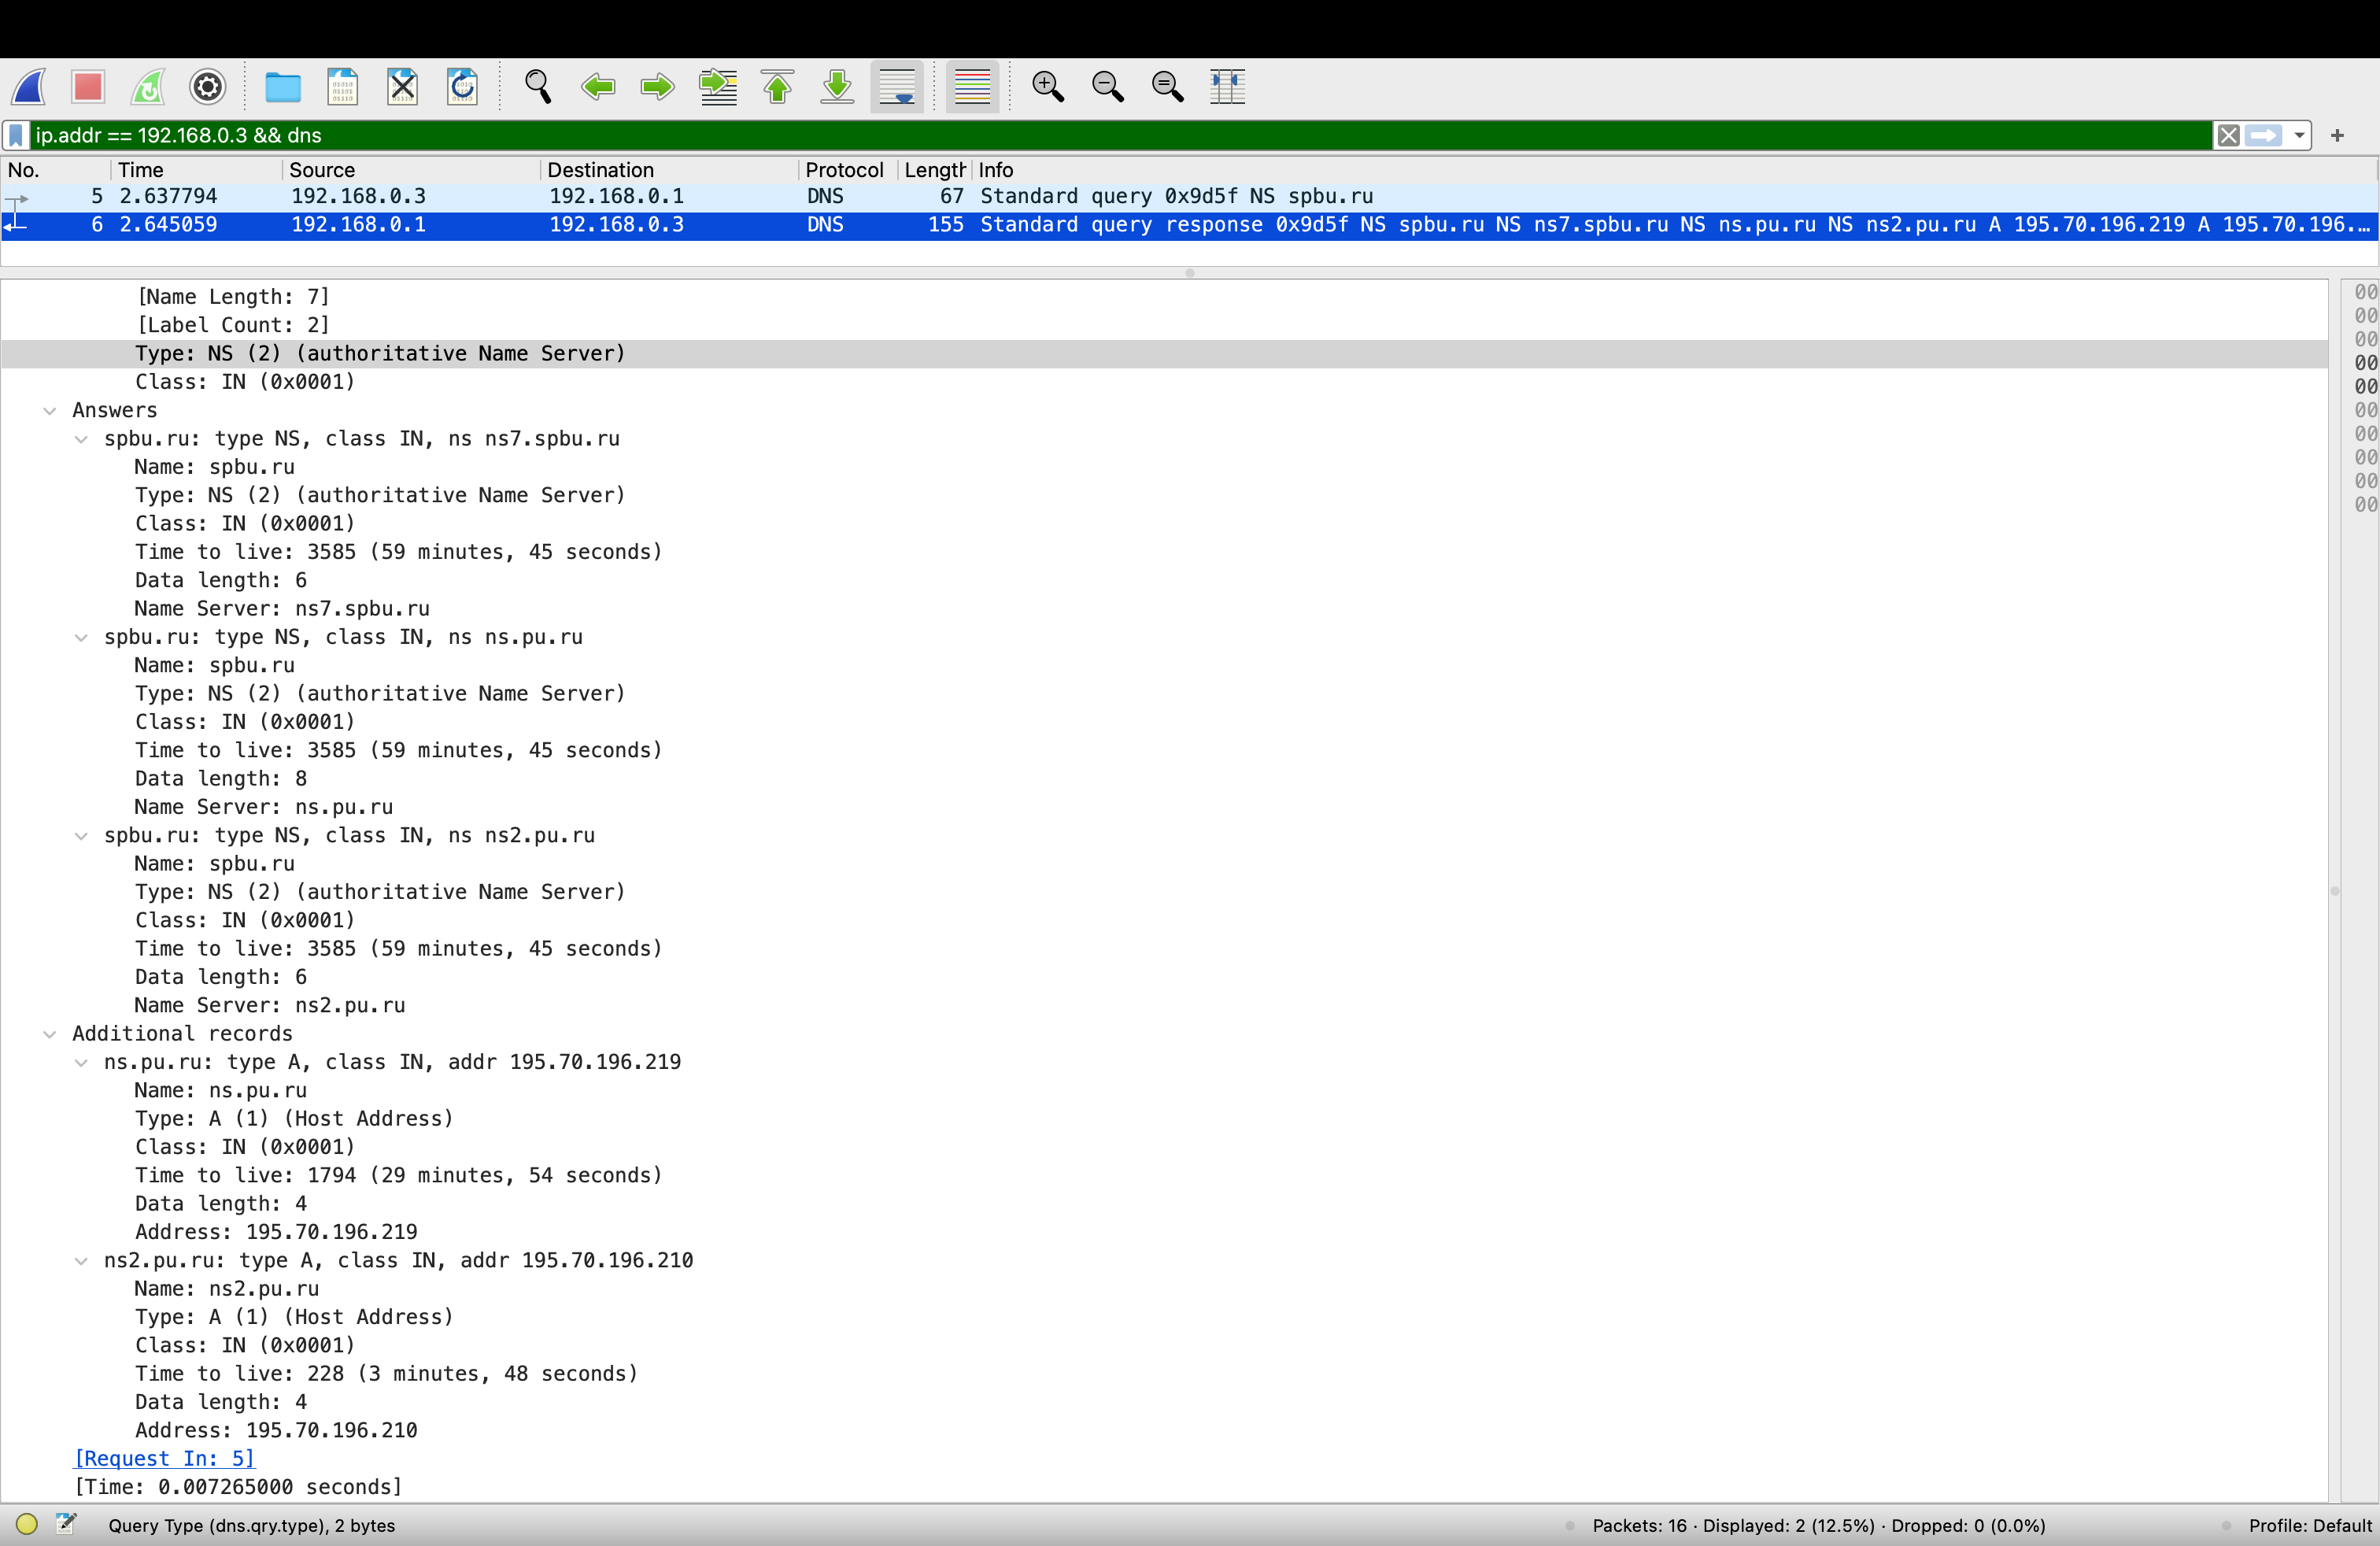 ip.addr == 192.168.0.3 && dns
No. Time Source Destination Protocol Length Info
5 2.637794 192.168.0.3 192.168.0.1 DNS 67 Standard query 0x9d5f NS spbu.ru
6 2.645059 192.168.0.1 192.168.0.3 DNS 155 Standard query response 0x9d5f NS spbu.ru NS ns7.spbu.ru NS ns.pu.ru NS ns2.pu.ru A 195.70.196.219 A 195.70.196.…
[Name Length: 7]
[Label Count: 2]
Type: NS (2) (authoritative Name Server)
Class: IN (0x0001)
Answers
spbu.ru: type NS, class IN, ns ns7.spbu.ru
Name: spbu.ru
Type: NS (2) (authoritative Name Server)
Class: IN (0x0001)
Time to live: 3585 (59 minutes, 45 seconds)
Data length: 6
Name Server: ns7.spbu.ru
spbu.ru: type NS, class IN, ns ns.pu.ru
Name: spbu.ru
Type: NS (2) (authoritative Name Server)
Class: IN (0x0001)
Time to live: 3585 (59 minutes, 45 seconds)
Data length: 8
Name Server: ns.pu.ru
spbu.ru: type NS, class IN, ns ns2.pu.ru
Name: spbu.ru
Type: NS (2) (authoritative Name Server)
Class: IN (0x0001)
Time to live: 3585 (59 minutes, 45 seconds)
Data length: 6
Name Server: ns2.pu.ru
Additional records
ns.pu.ru: type A, class IN, addr 195.70.196.219
Name: ns.pu.ru
Type: A (1) (Host Address)
Class: IN (0x0001)
Time to live: 1794 (29 minutes, 54 seconds)
Data length: 4
Address: 195.70.196.219
ns2.pu.ru: type A, class IN, addr 195.70.196.210
Name: ns2.pu.ru
Type: A (1) (Host Address)
Class: IN (0x0001)
Time to live: 228 (3 minutes, 48 seconds)
Data length: 4
Address: 195.70.196.210
[Request In: 5]
[Time: 0.007265000 seconds]
00
00
00
00
00
00
00
00
00
00
Query Type (dns.qry.type), 2 bytes
Packets: 16 · Displayed: 2 (12.5%) · Dropped: 0 (0.0%)
Profile: Default